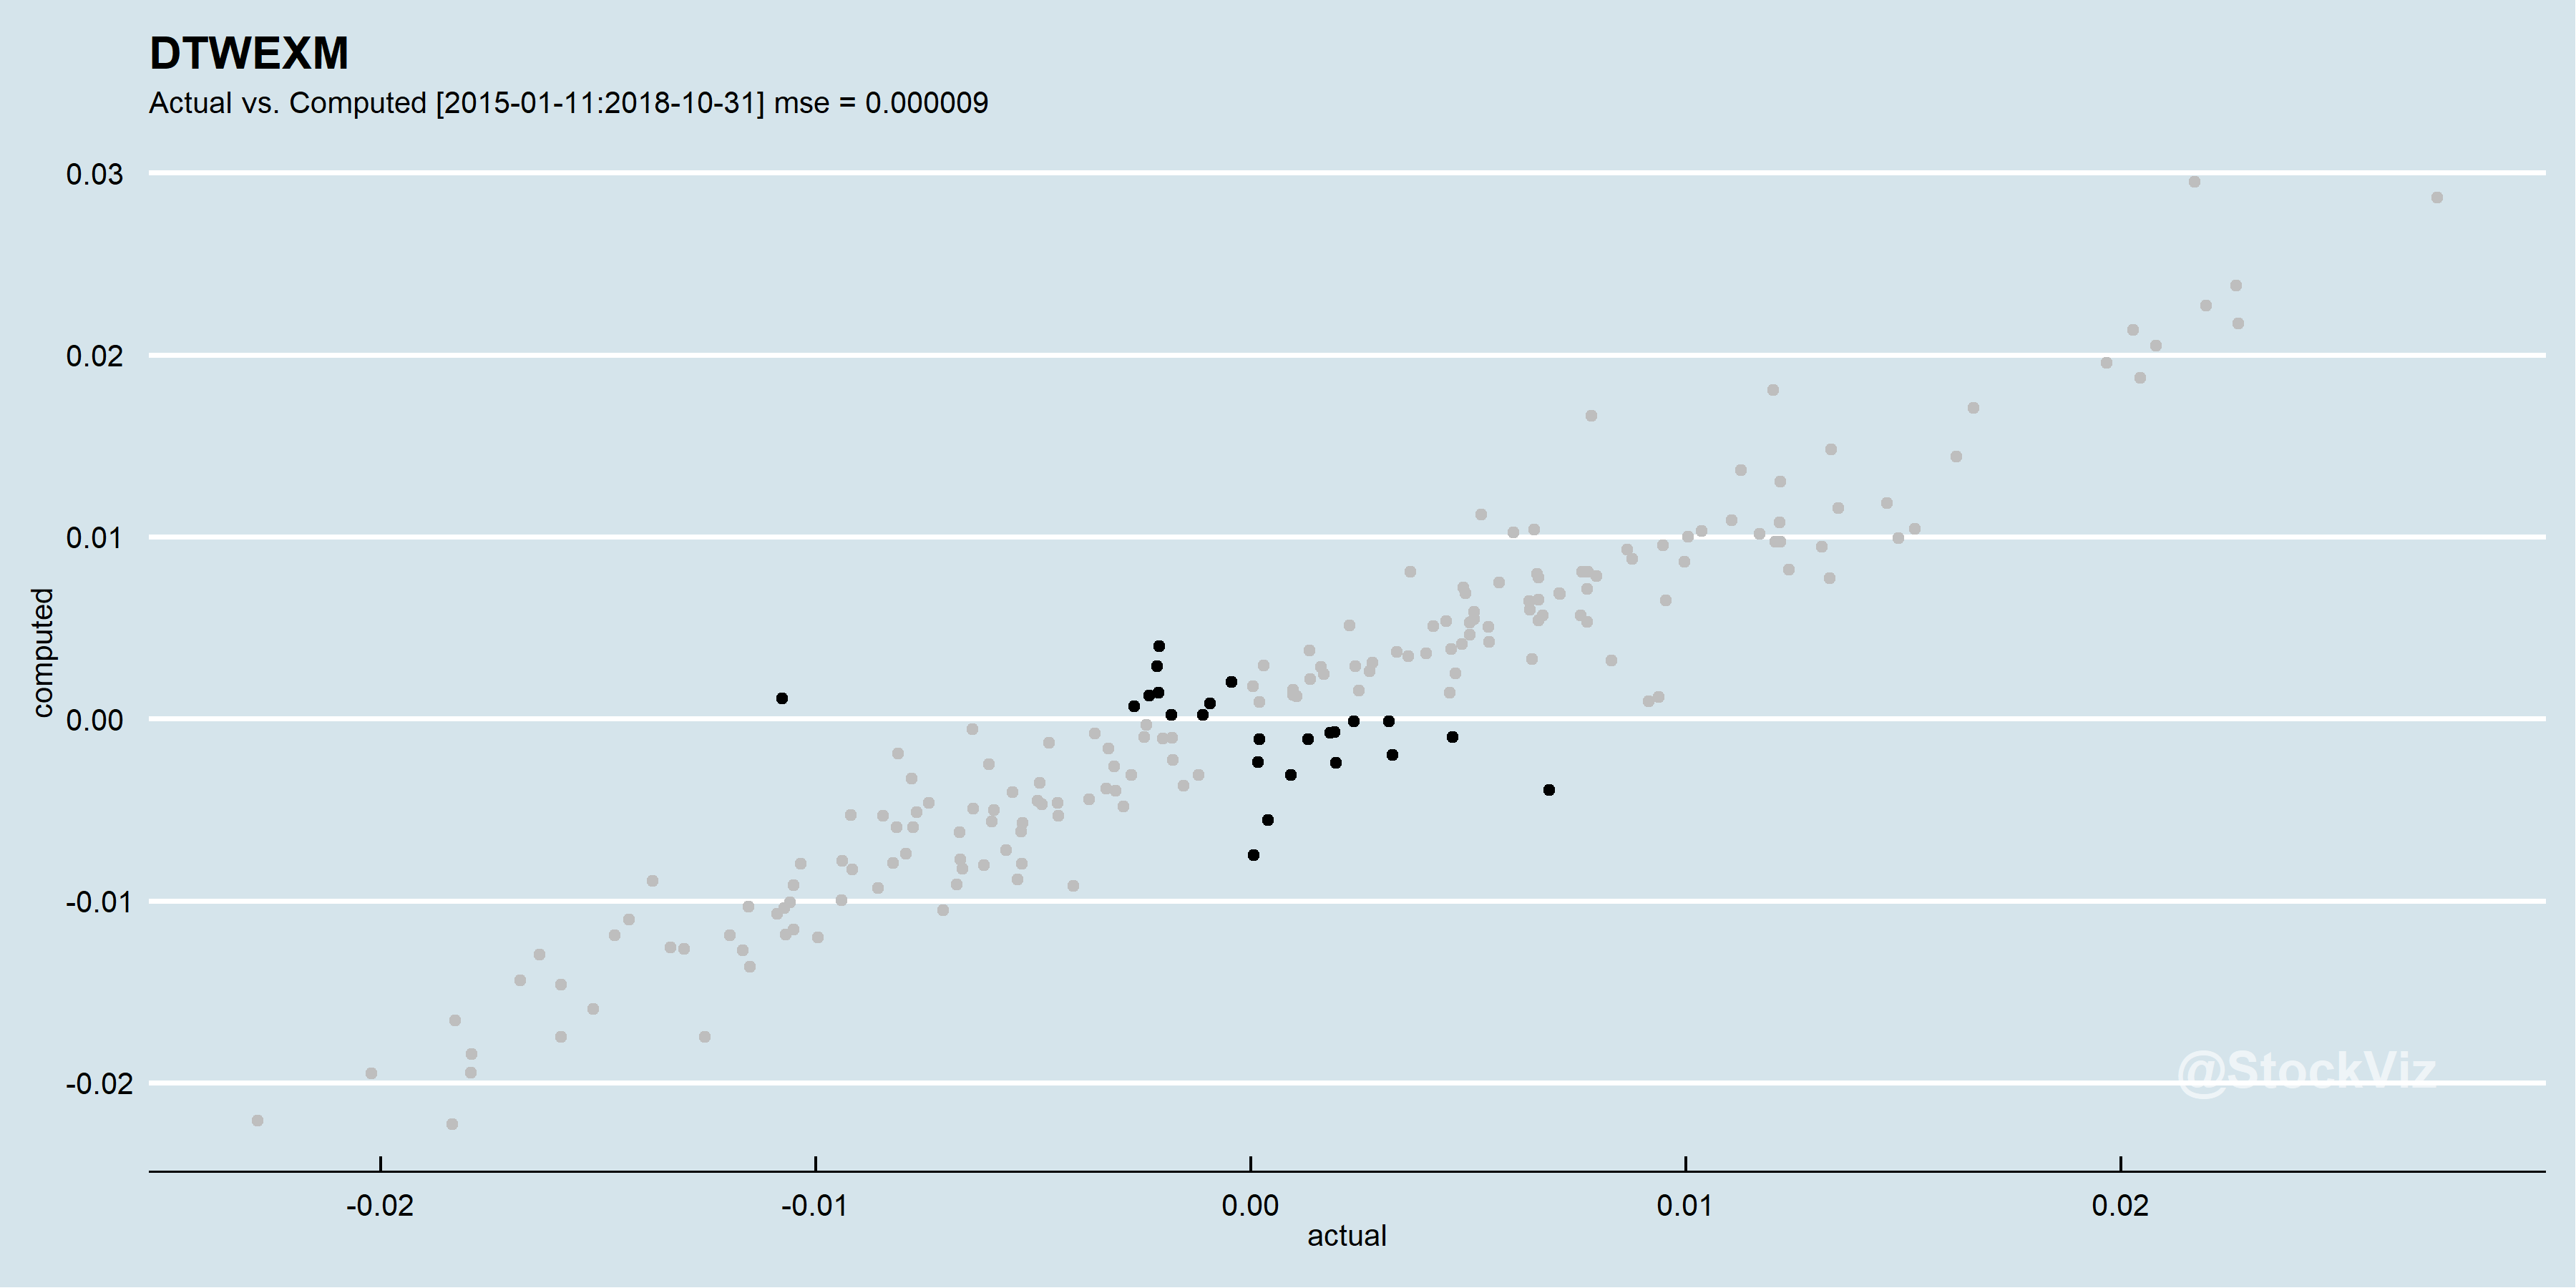 DTWEXM
Actual vs. Computed [2015-01-11:2018-10-31] mse = 0.000009
0.03
0.02
0.01
0.00
-0.01
-0.02
computed
@StockViz
-0.02 -0.01 0.00 0.01 0.02
actual